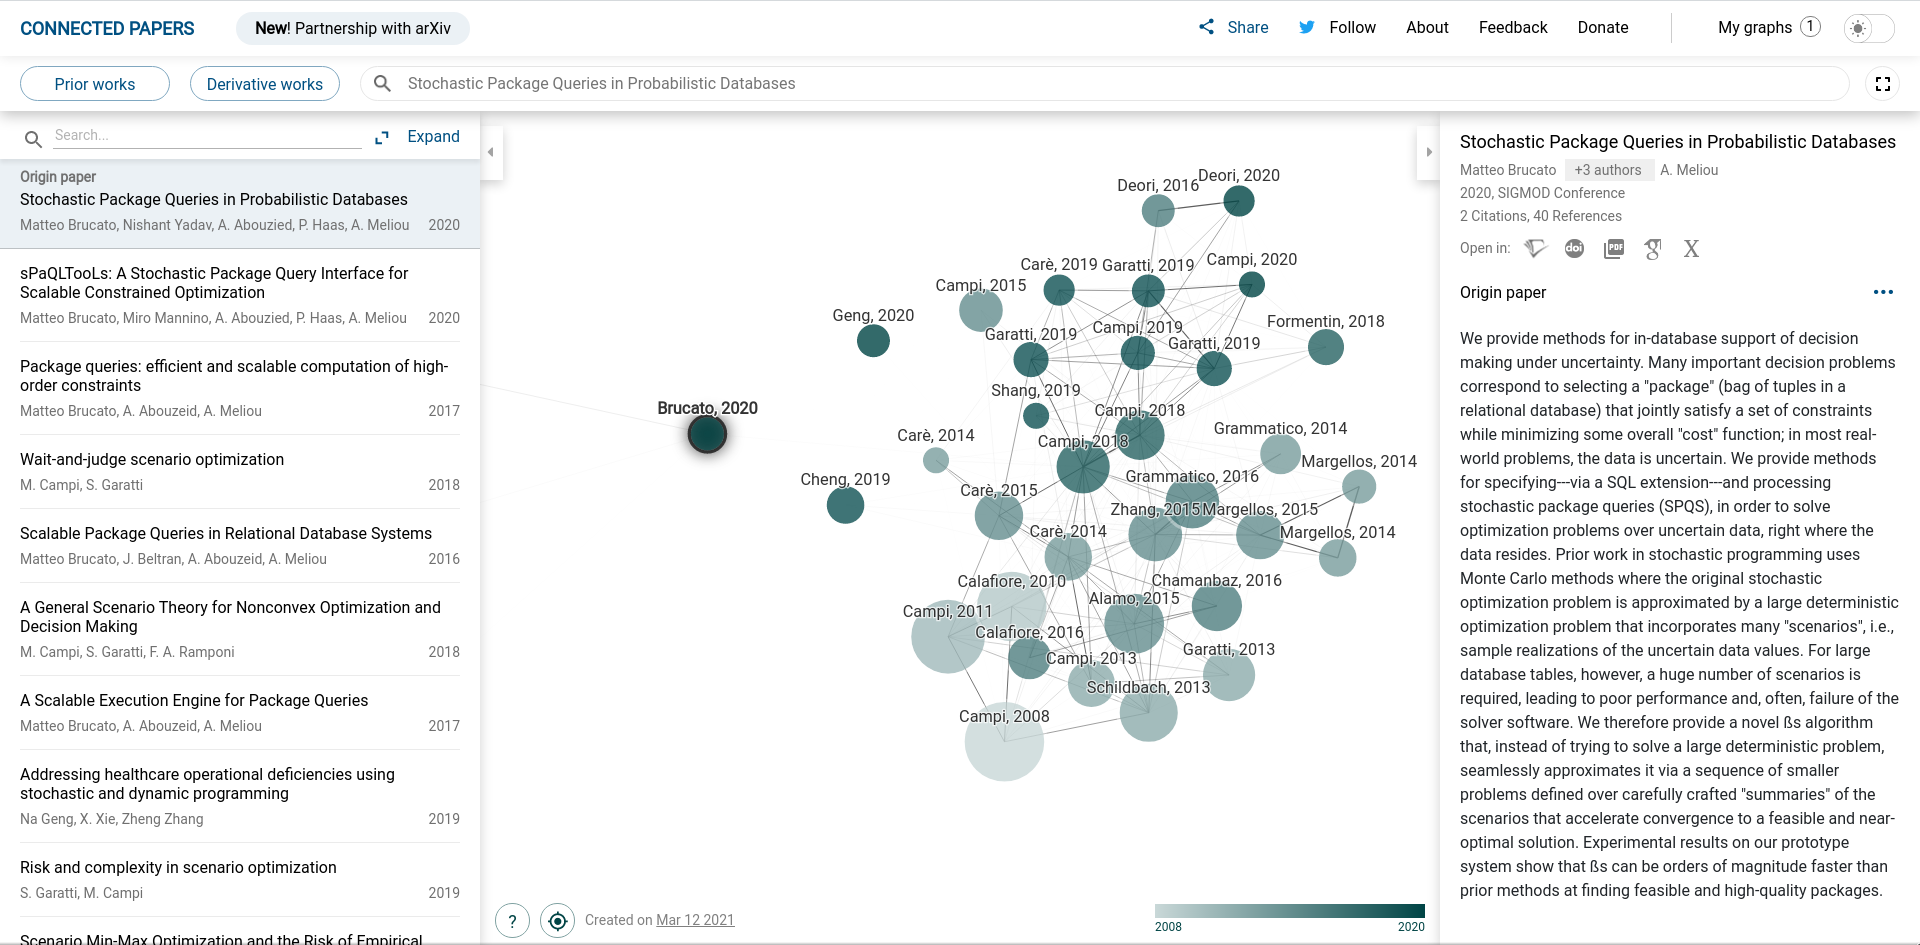 CONNECTED PAPERS
New! Partnership with arXiv
Share
Follow
About
Feedback
Donate
My graphs 1
Prior works
Derivative works
Stochastic Package Queries in Probabilistic Databases
Search...
Expand
Origin paper
Stochastic Package Queries in Probabilistic Databases
Matteo Brucato, Nishant Yadav, A. Abouzied, P. Haas, A. Meliou 2020
sPaQLTooLs: A Stochastic Package Query Interface for
Scalable Constrained Optimization
Matteo Brucato, Miro Mannino, A. Abouzied, P. Haas, A. Meliou 2020
Package queries: efficient and scalable computation of high-
order constraints
Matteo Brucato, A. Abouzeid, A. Meliou 2017
Wait-and-judge scenario optimization
M. Campi, S. Garatti 2018
Scalable Package Queries in Relational Database Systems
Matteo Brucato, J. Beltran, A. Abouzeid, A. Meliou 2016
A General Scenario Theory for Nonconvex Optimization and
Decision Making
M. Campi, S. Garatti, F. A. Ramponi 2018
A Scalable Execution Engine for Package Queries
Matteo Brucato, A. Abouzeid, A. Meliou 2017
Addressing healthcare operational deficiencies using
stochastic and dynamic programming
Na Geng, X. Xie, Zheng Zhang 2019
Risk and complexity in scenario optimization
S. Garatti, M. Campi 2019
Scenario Min-Max Optimization and the Risk of Empirical
Deori, 2016
Deori, 2020
Carè, 2019
Garatti, 2019
Campi, 2020
Campi, 2015
Geng, 2020
Garatti, 2019
Campi, 2019
Garatti, 2019
Formentin, 2018
Shang, 2019
Brucato, 2020
Campi, 2018
Carè, 2014
Campi, 2018
Grammatico, 2014
Margellos, 2014
Cheng, 2019
Carè, 2015
Grammatico, 2016
Zhang, 2015
Margellos, 2015
Carè, 2014
Margellos, 2014
Calafiore, 2010
Chamanbaz, 2016
Campi, 2011
Alamo, 2015
Calafiore, 2016
Campi, 2013
Garatti, 2013
Schildbach, 2013
Campi, 2008
?
Created on Mar 12 2021
2008
2020
Stochastic Package Queries in Probabilistic Databases
Matteo Brucato +3 authors A. Meliou
2020, SIGMOD Conference
2 Citations, 40 References
Open in: doi PDF g X
Origin paper
We provide methods for in-database support of decision
making under uncertainty. Many important decision problems
correspond to selecting a "package" (bag of tuples in a
relational database) that jointly satisfy a set of constraints
while minimizing some overall "cost" function; in most real-
world problems, the data is uncertain. We provide methods
for specifying---via a SQL extension---and processing
stochastic package queries (SPQS), in order to solve
optimization problems over uncertain data, right where the
data resides. Prior work in stochastic programming uses
Monte Carlo methods where the original stochastic
optimization problem is approximated by a large deterministic
optimization problem that incorporates many "scenarios", i.e.,
sample realizations of the uncertain data values. For large
database tables, however, a huge number of scenarios is
required, leading to poor performance and, often, failure of the
solver software. We therefore provide a novel ßs algorithm
that, instead of trying to solve a large deterministic problem,
seamlessly approximates it via a sequence of smaller
problems defined over carefully crafted "summaries" of the
scenarios that accelerate convergence to a feasible and near-
optimal solution. Experimental results on our prototype
system show that ßs can be orders of magnitude faster than
prior methods at finding feasible and high-quality packages.